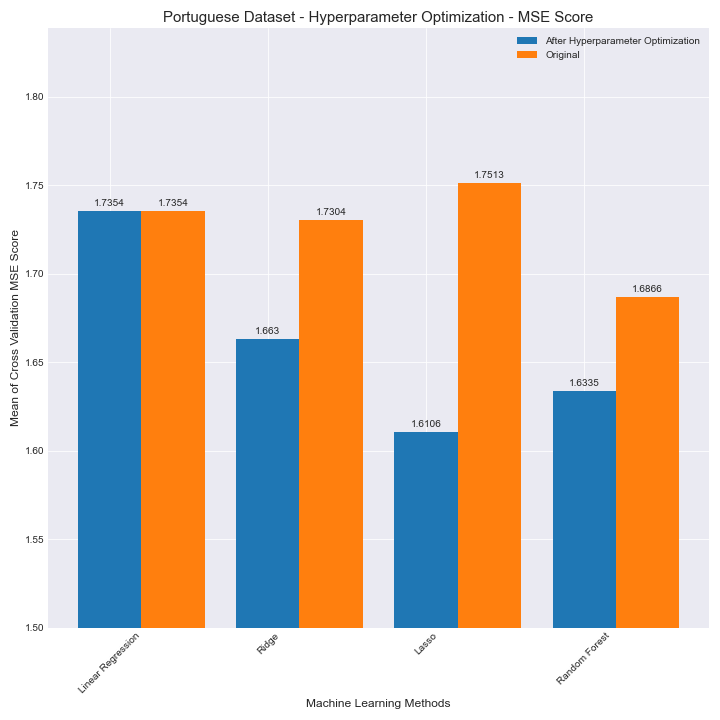 Portuguese Dataset - Hyperparameter Optimization - MSE Score
After Hyperparameter Optimization
Original
Mean of Cross Validation MSE Score
1.80
1.75
1.70
1.65
1.60
1.55
1.50
1.7354
1.7354
1.663
1.7304
1.6106
1.7513
1.6335
1.6866
Linear Regression
Ridge
Lasso
Random Forest
Machine Learning Methods